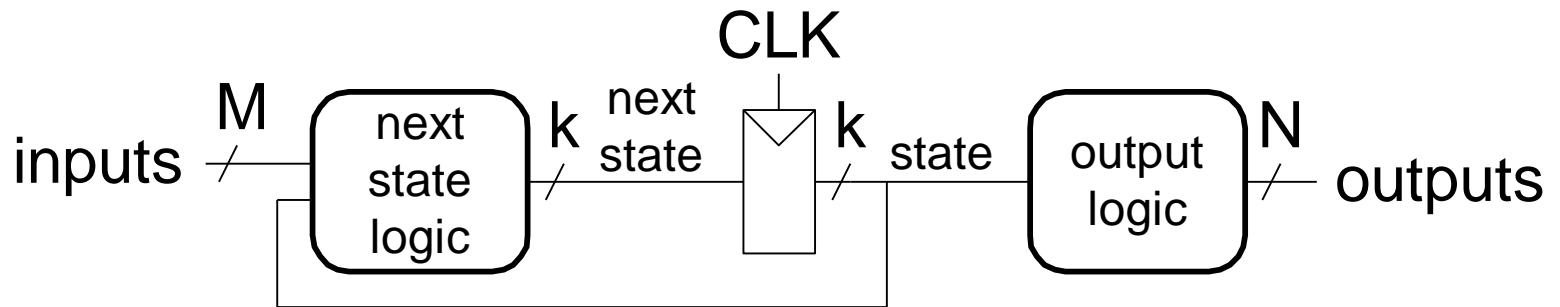 CLK
inputs
M
next
state
logic
k
next
state
k
state
output
logic
N
outputs